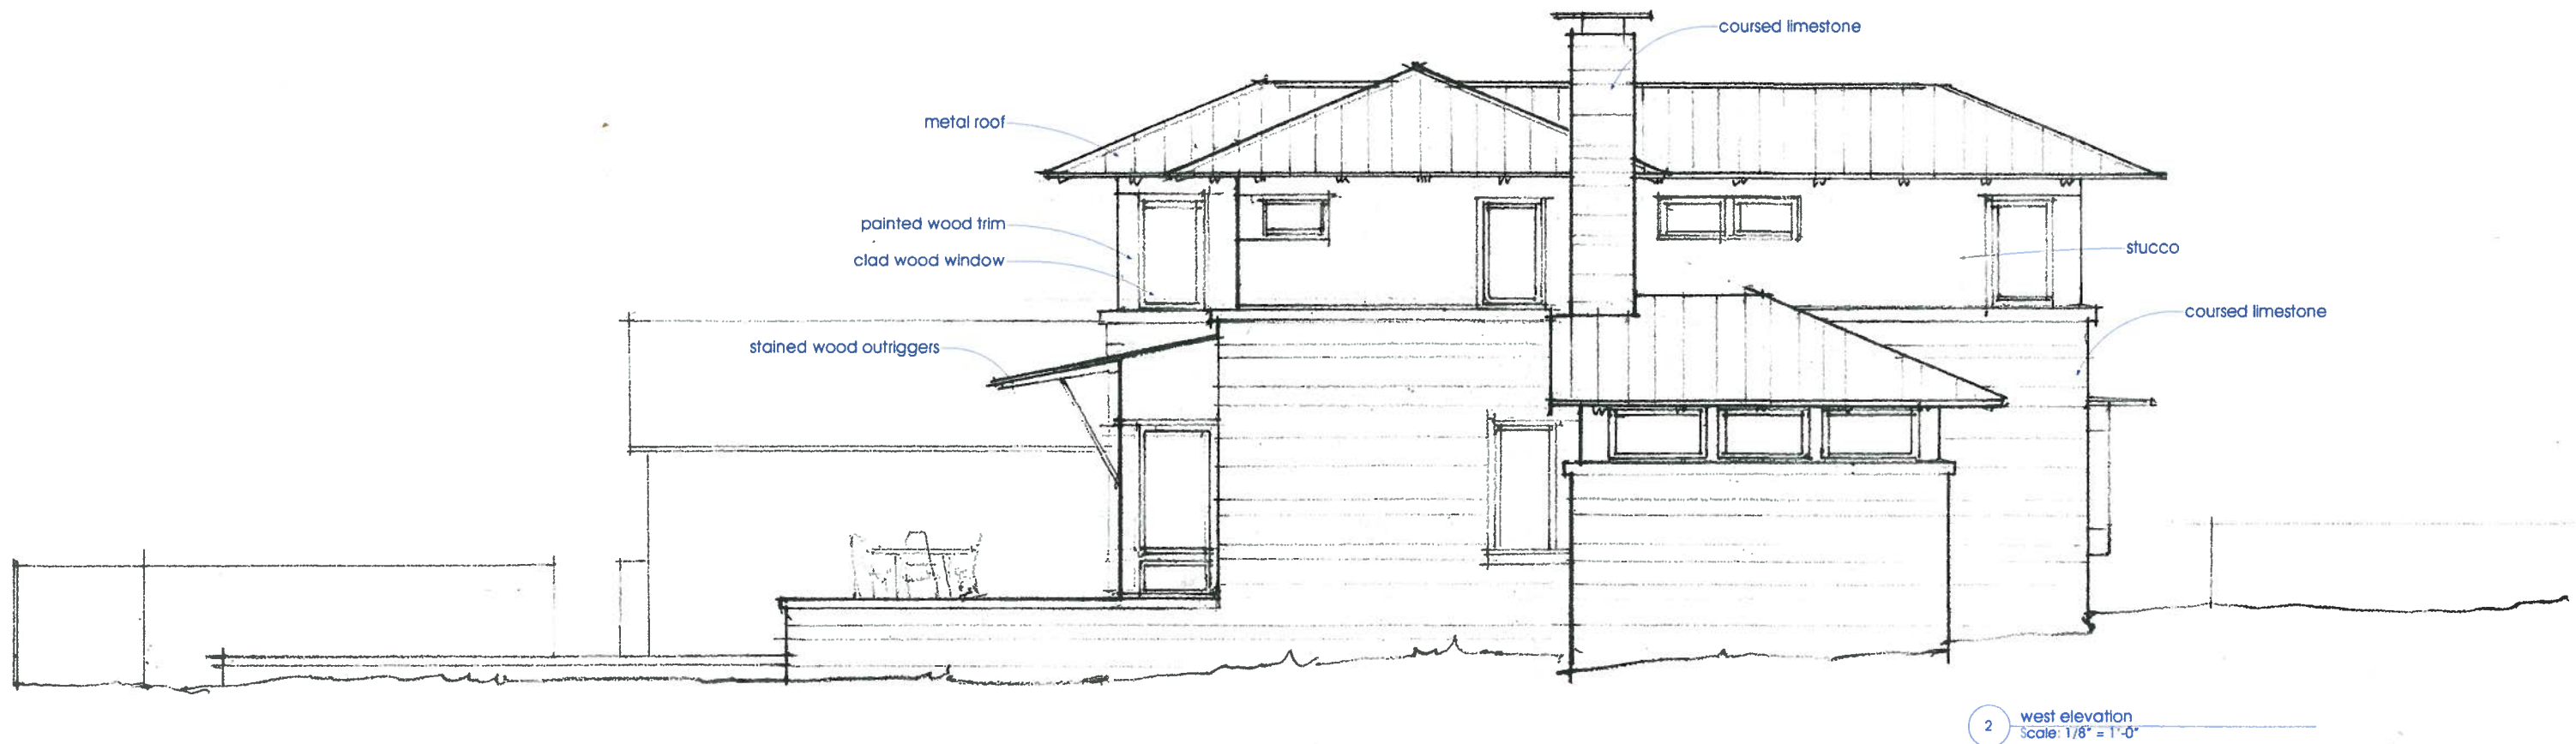 coursed limestone
metal roof
painted wood trim
clad wood window
stucco
coursed limestone
stained wood outriggers
2
west elevation
Scale: 1/8" = 1'-0"